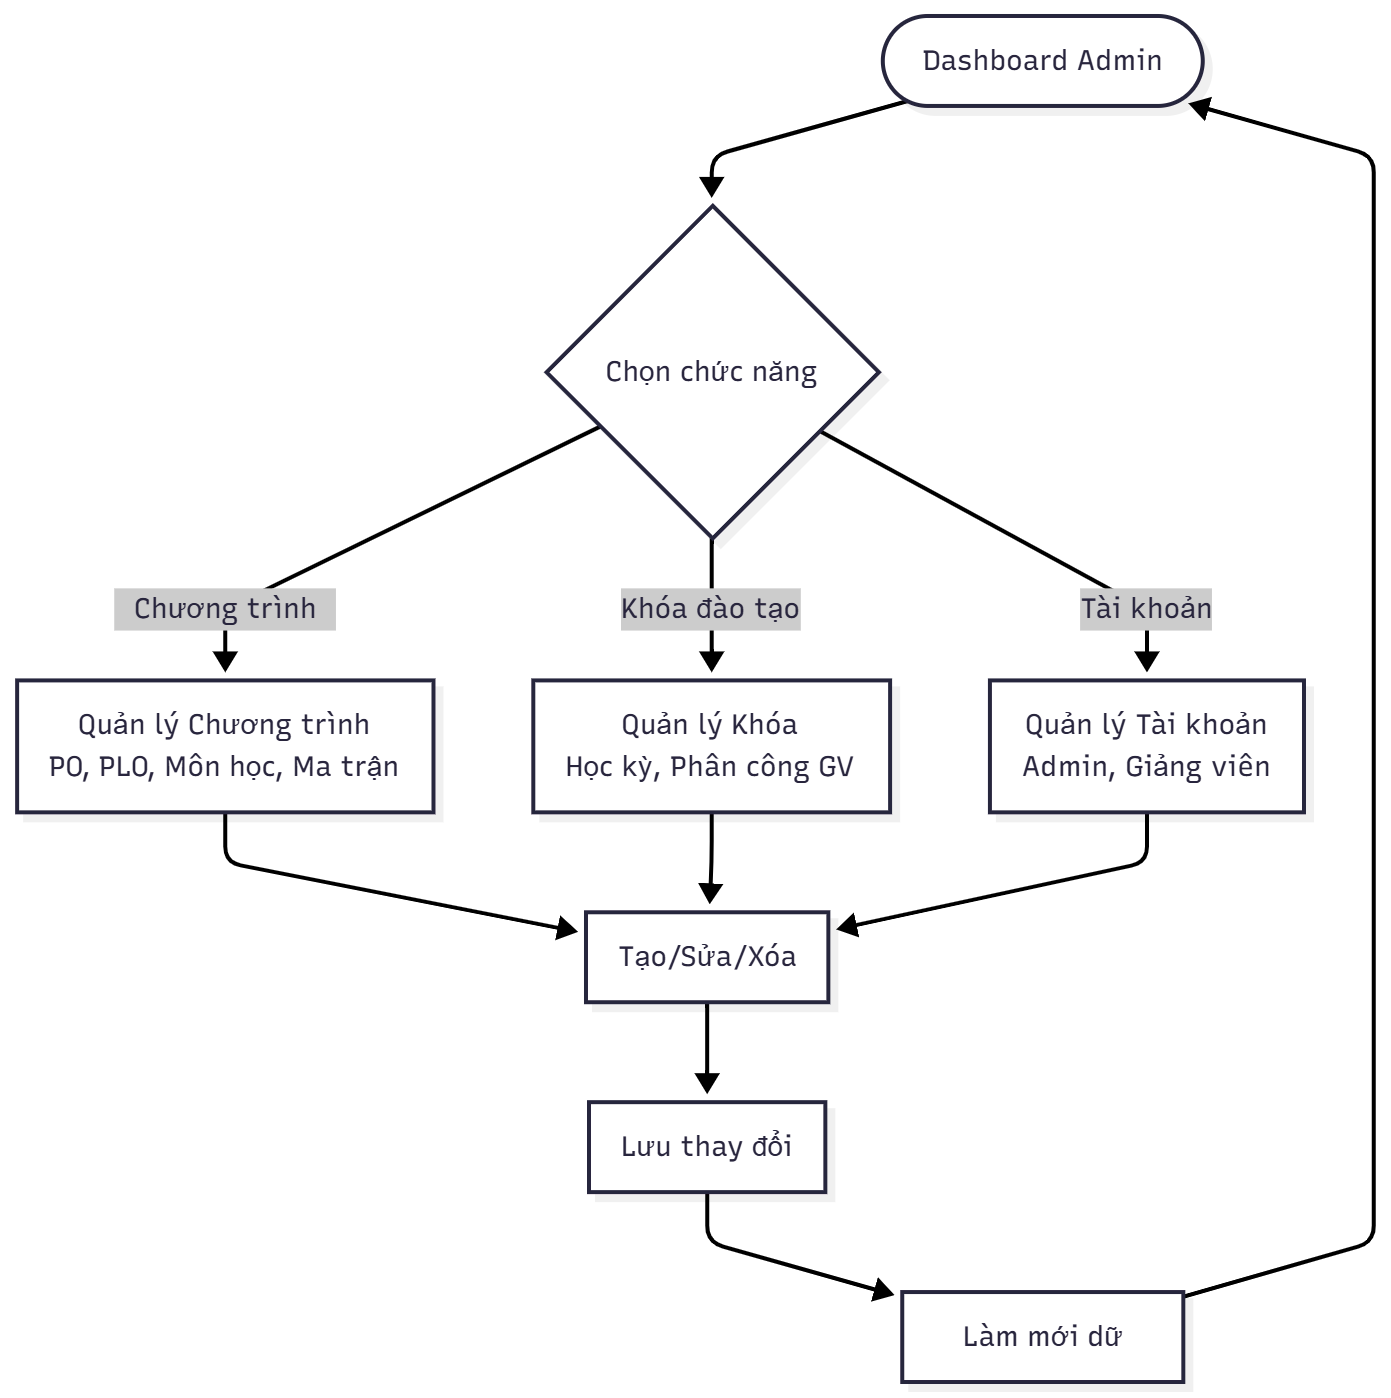 Dashboard Admin
Chọn chức năng
Chương trình
Khóa đào tạo
Tài khoản
Quản lý Chương trình
PO, PLO, Môn học, Ma trận
Quản lý Khóa
Học kỳ, Phân công GV
Quản lý Tài khoản
Admin, Giảng viên
Tạo/Sửa/Xóa
Lưu thay đổi
Làm mới dữ